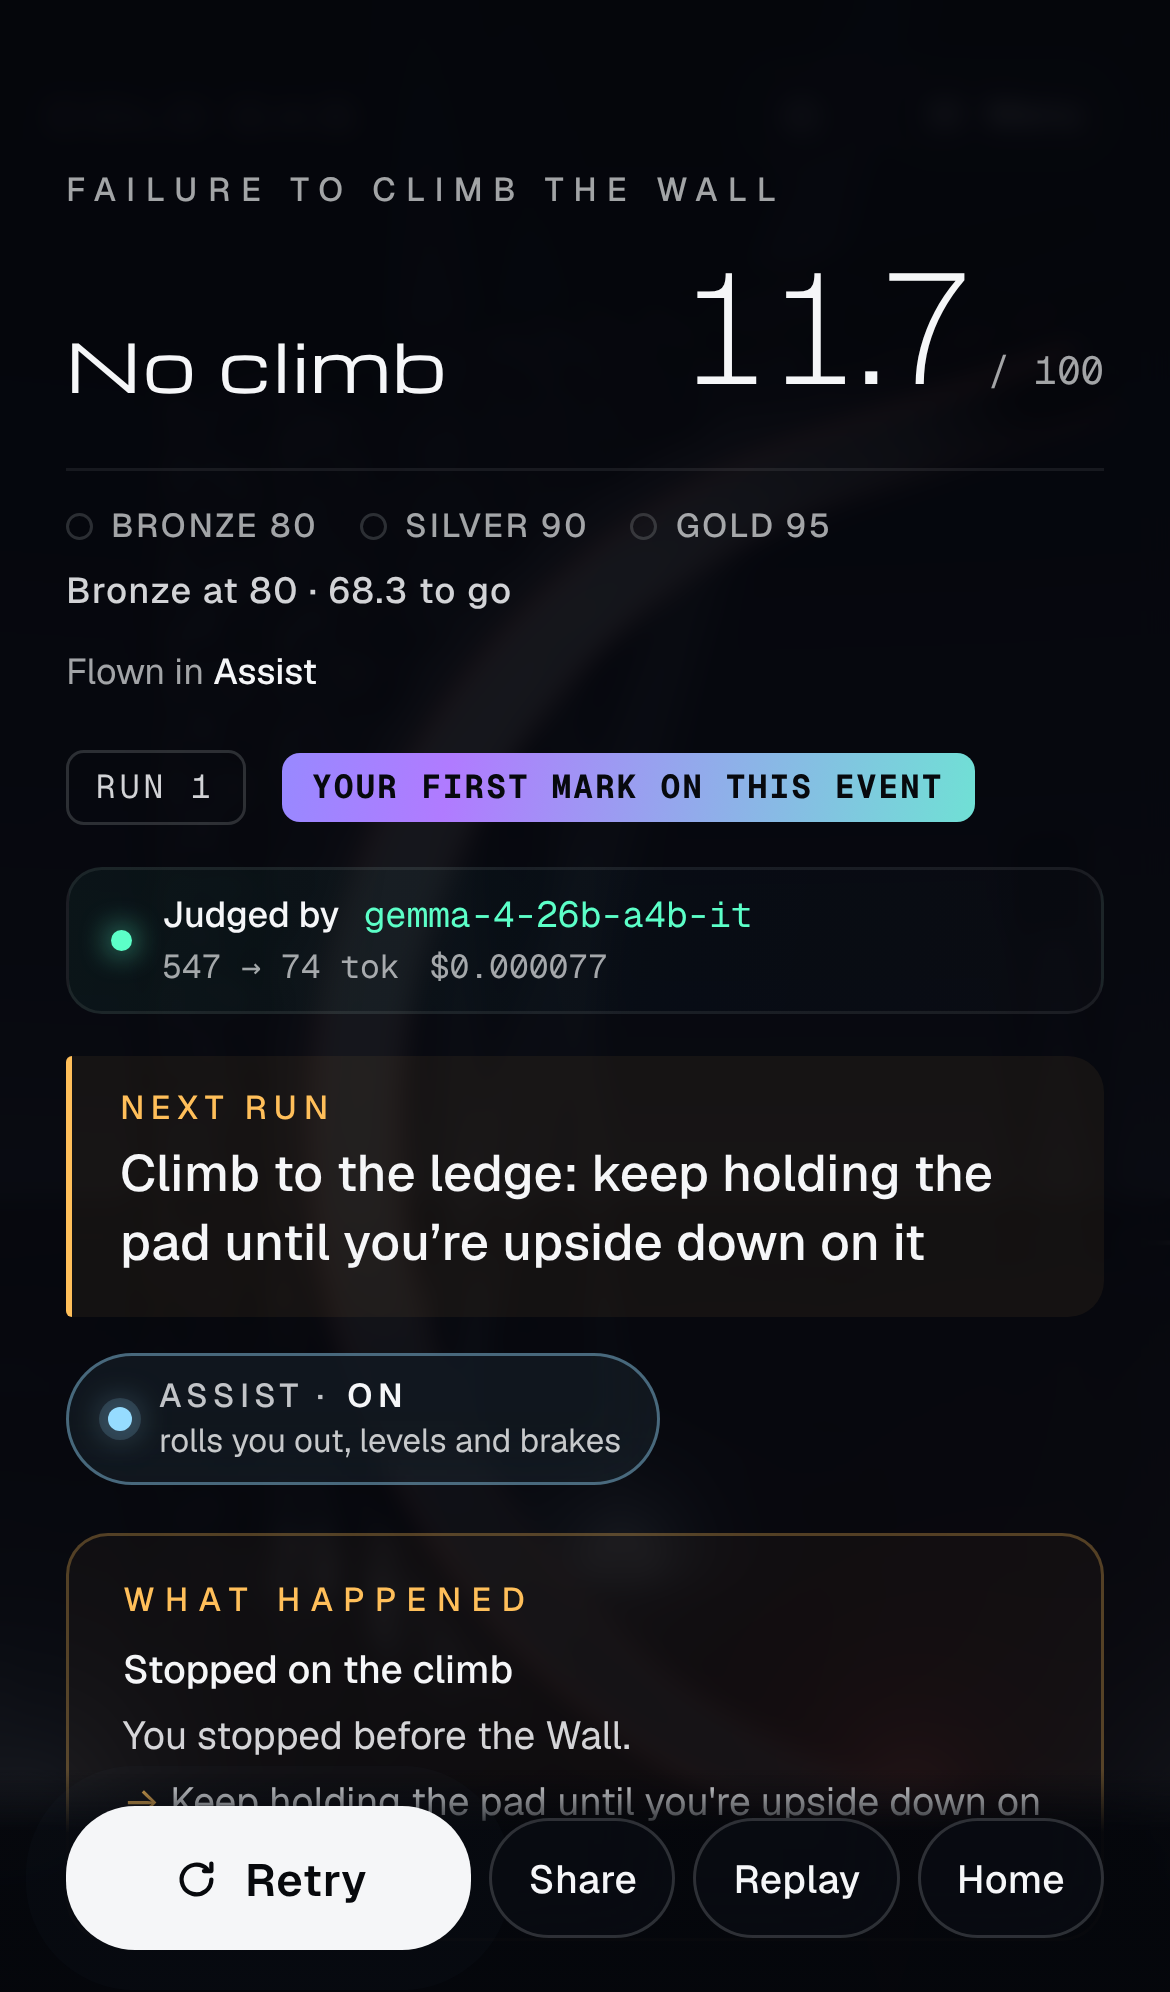 FAILURE TO CLIMB THE WALL
No climb 11.7 / 100
BRONZE 80 SILVER 90 GOLD 95
Bronze at 80 · 68.3 to go
Flown in Assist
RUN 1 YOUR FIRST MARK ON THIS EVENT
Judged by gemma-4-26b-a4b-it
547 → 74 tok $0.000077
NEXT RUN
Climb to the ledge: keep holding the
pad until you’re upside down on it
ASSIST · ON
rolls you out, levels and brakes
WHAT HAPPENED
Stopped on the climb
You stopped before the Wall.
→ Keep holding the pad until you're upside down on
Retry Share Replay Home